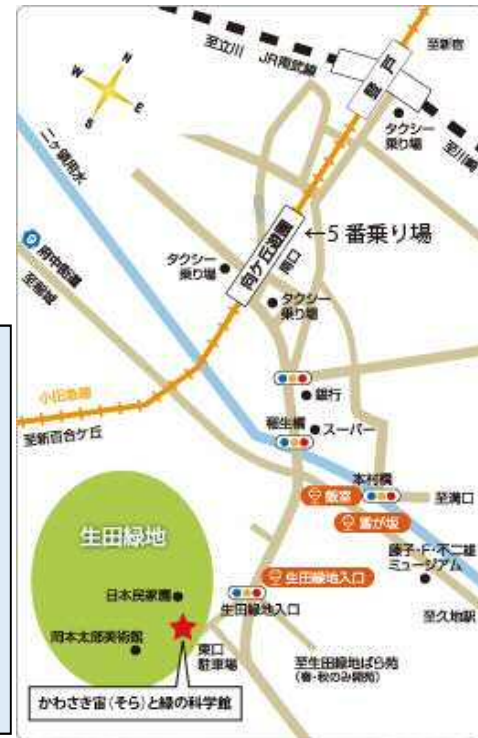 至立川
JR南武線
至新宿
登戸
N
W
E
S
タクシー
乗り場
至川崎
二ヶ領用水
←5番乗り場
向ケ丘遊園
南口
府中街道
至稲城
タクシー
乗り場
タクシー
乗り場
小田急線
至新百合ケ丘
銀行
稲生橋
スーパー
本村橋
飯室
至溝口
生田緑地
藤子・F・不二雄
ミュージアム
生田緑地入口
日本民家園
生田緑地入口
至久地駅
岡本太郎美術館
東口
駐車場
至生田緑地ばら苑
(春・秋のみ開苑)
かわさき宙(そら)と緑の科学館